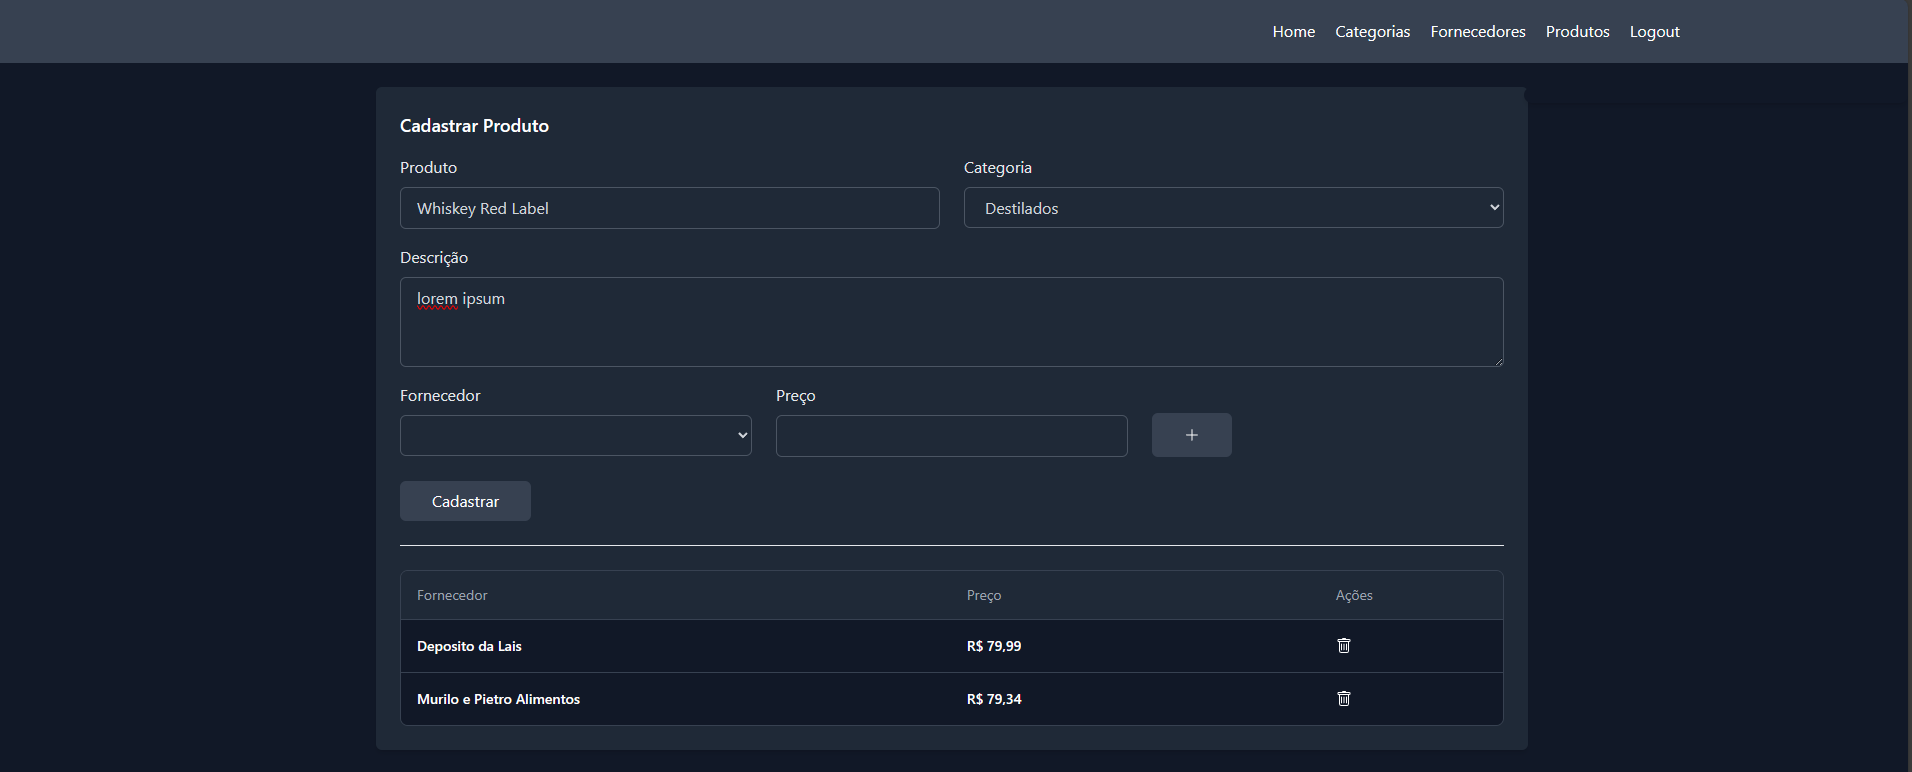 Home Categorias Fornecedores Produtos Logout
Cadastrar Produto
Produto Categoria
Whiskey Red Label Destilados
Descrição
lorem ipsum
Fornecedor Preço
+
Cadastrar
Fornecedor Preço Ações
Deposito da Lais R$ 79,99
Murilo e Pietro Alimentos R$ 79,34